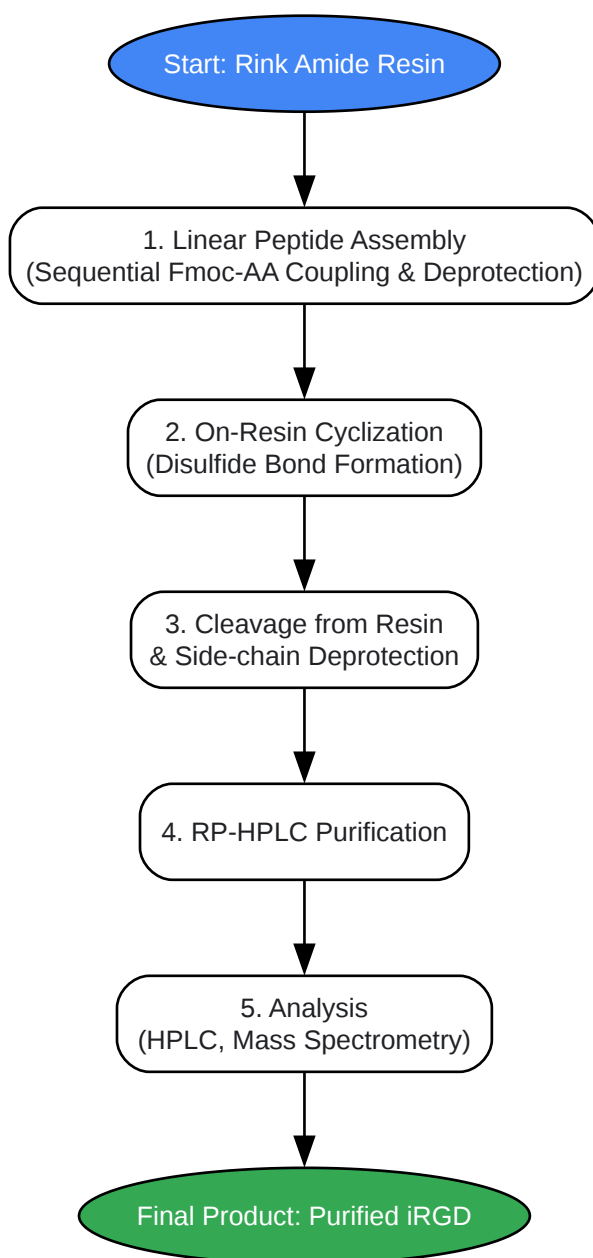 Start: Rink Amide Resin
1. Linear Peptide Assembly
(Sequential Fmoc-AA Coupling & Deprotection)
2. On-Resin Cyclization
(Disulfide Bond Formation)
3. Cleavage from Resin
& Side-chain Deprotection
4. RP-HPLC Purification
5. Analysis
(HPLC, Mass Spectrometry)
Final Product: Purified iRGD